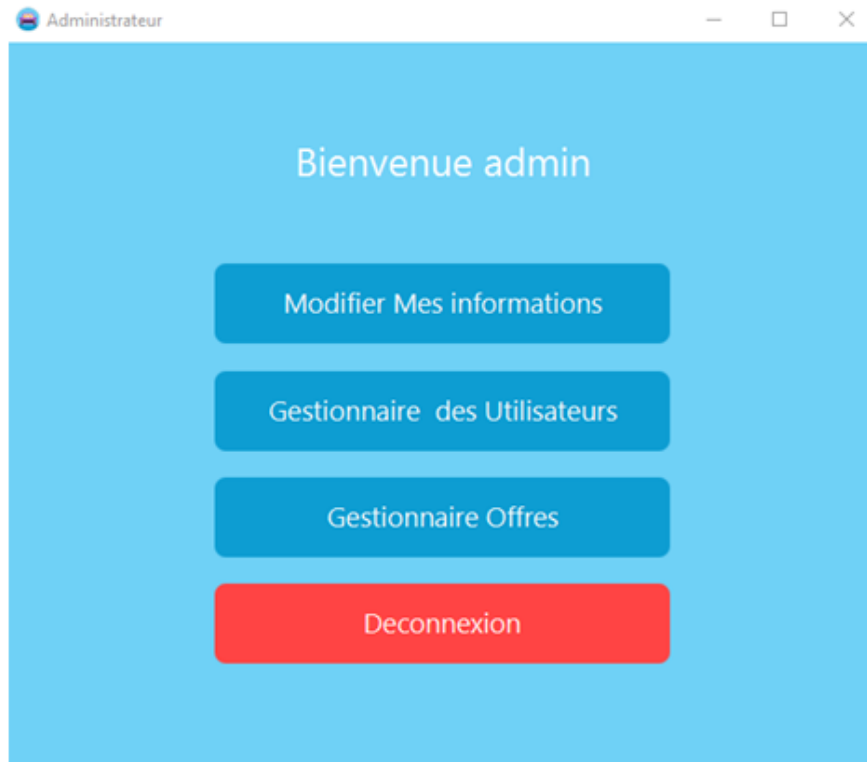 Administrateur
Bienvenue admin
Modifier Mes informations
Gestionnaire  des Utilisateurs
Gestionnaire Offres
Deconnexion